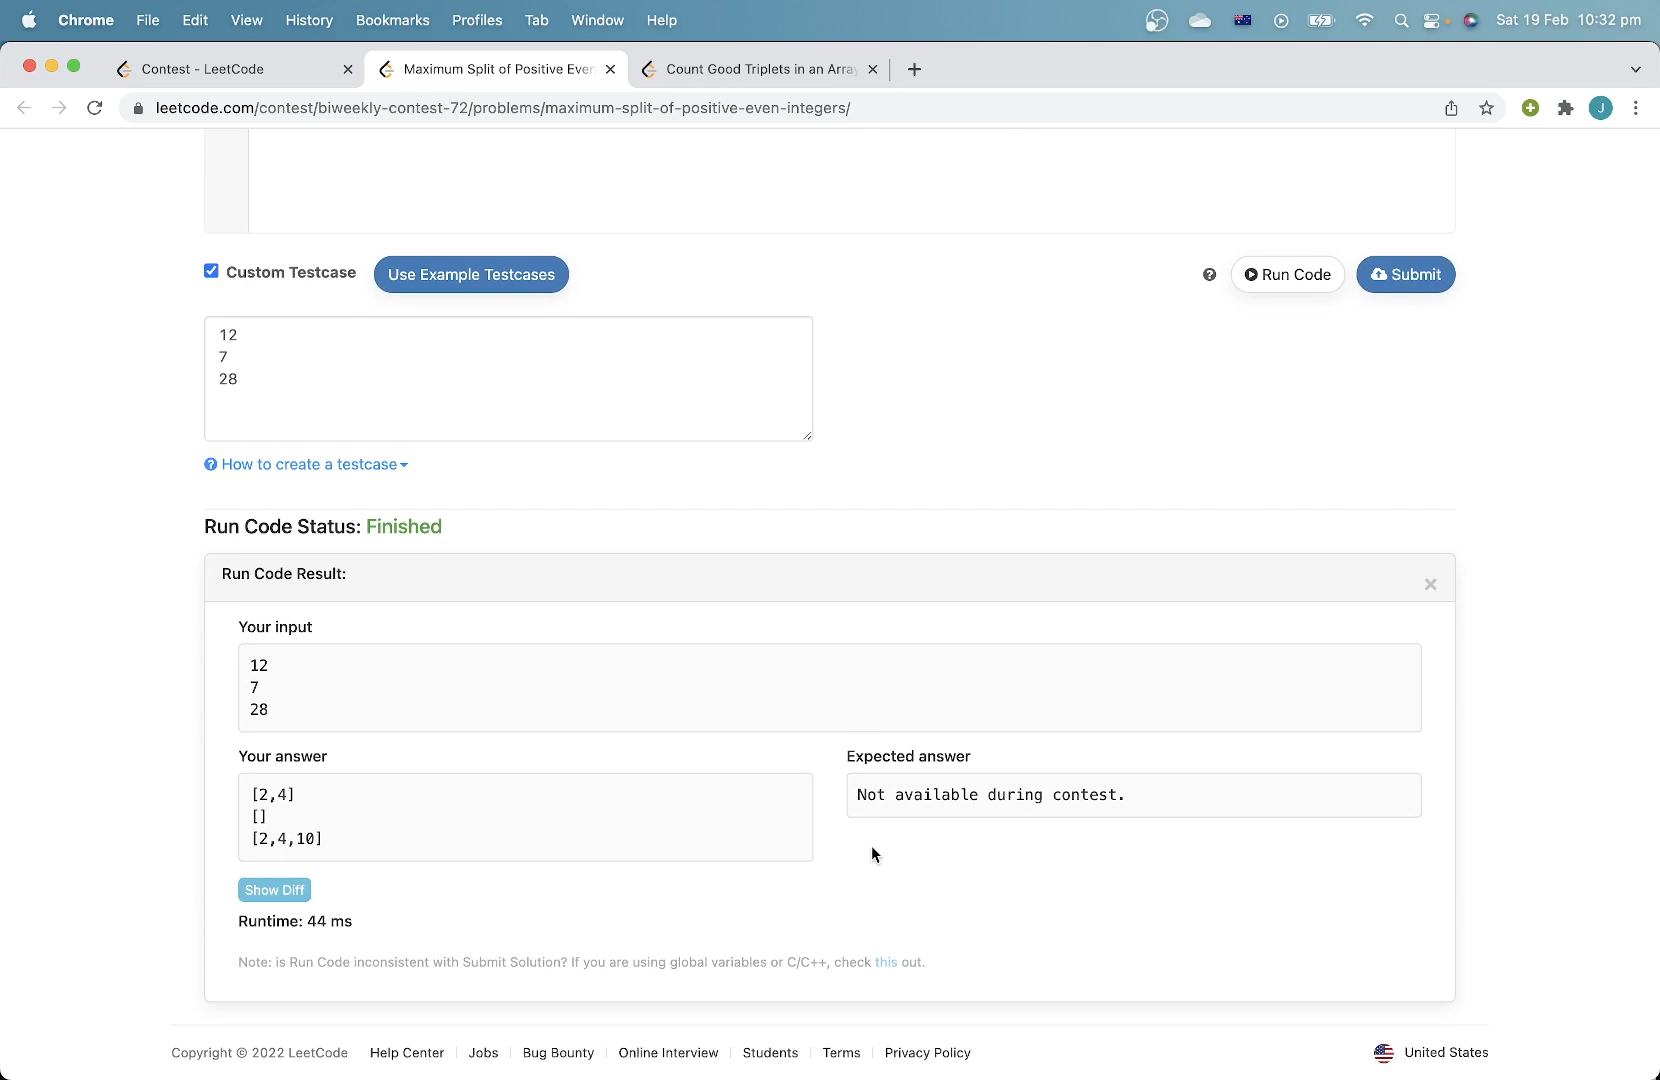 Chrome File Edit View History Bookmarks Profiles Tab Window Help Sat 19 Feb 10:32 pm
Contest - LeetCode Maximum Split of Positive Even Count Good Triplets in an Array
leetcode.com/contest/biweekly-contest-72/problems/maximum-split-of-positive-even-integers/ J
Custom Testcase Use Example Testcases Run Code Submit
12
7
28
How to create a testcase
Run Code Status: Finished
Run Code Result:
Your input
12
7
28
Your answer Expected answer
[2,4] Not available during contest.
[]
[2,4,10]
Show Diff
Runtime: 44 ms
Note: is Run Code inconsistent with Submit Solution? If you are using global variables or C/C++, check this out.
Copyright © 2022 LeetCode Help Center Jobs Bug Bounty Online Interview Students Terms Privacy Policy United States